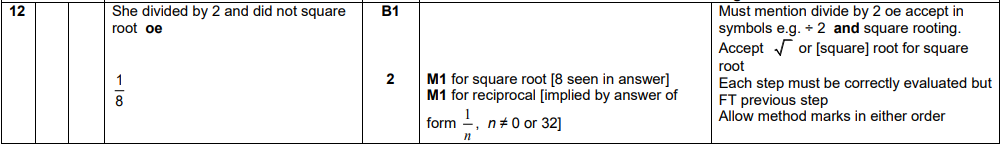 12 She divided by 2 and did not square B1 Must mention divide by 2 oe accept in
root oe symbols e.g. ÷ 2 and square rooting.
Accept √ or [square] root for square
root
1/8 2 M1 for square root [8 seen in answer] Each step must be correctly evaluated but
M1 for reciprocal [implied by answer of FT previous step
form 1/n, n ≠ 0 or 32] Allow method marks in either order